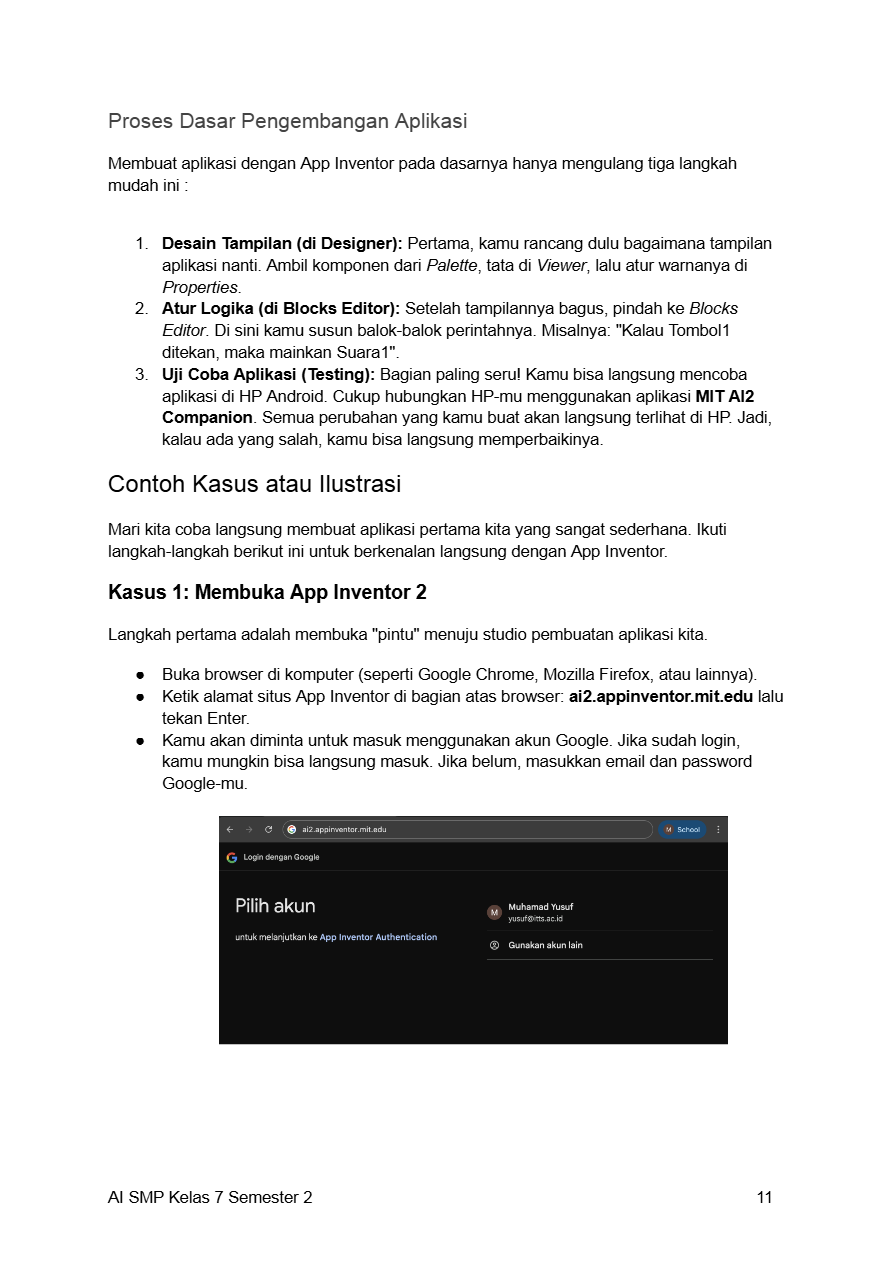 Proses Dasar Pengembangan Aplikasi
Membuat aplikasi dengan App Inventor pada dasarnya hanya mengulang tiga langkah
mudah ini :
1. Desain Tampilan (di Designer): Pertama, kamu rancang dulu bagaimana tampilan
aplikasi nanti. Ambil komponen dari Palette, tata di Viewer, lalu atur warnanya di
Properties.
2. Atur Logika (di Blocks Editor): Setelah tampilannya bagus, pindah ke Blocks
Editor. Di sini kamu susun balok-balok perintahnya. Misalnya: "Kalau Tombol1
ditekan, maka mainkan Suara1".
3. Uji Coba Aplikasi (Testing): Bagian paling seru! Kamu bisa langsung mencoba
aplikasi di HP Android. Cukup hubungkan HP-mu menggunakan aplikasi MIT AI2
Companion. Semua perubahan yang kamu buat akan langsung terlihat di HP. Jadi,
kalau ada yang salah, kamu bisa langsung memperbaikinya.
Contoh Kasus atau Ilustrasi
Mari kita coba langsung membuat aplikasi pertama kita yang sangat sederhana. Ikuti
langkah-langkah berikut ini untuk berkenalan langsung dengan App Inventor.
Kasus 1: Membuka App Inventor 2
Langkah pertama adalah membuka "pintu" menuju studio pembuatan aplikasi kita.
● Buka browser di komputer (seperti Google Chrome, Mozilla Firefox, atau lainnya).
● Ketik alamat situs App Inventor di bagian atas browser: ai2.appinventor.mit.edu lalu
tekan Enter.
● Kamu akan diminta untuk masuk menggunakan akun Google. Jika sudah login,
kamu mungkin bisa langsung masuk. Jika belum, masukkan email dan password
Google-mu.
ai2.appinventor.mit.edu M School
Login dengan Google
Pilih akun
untuk melanjutkan ke App Inventor Authentication
M Muhamad Yusuf
yusuf@itts.ac.id
Gunakan akun lain
AI SMP Kelas 7 Semester 2 11